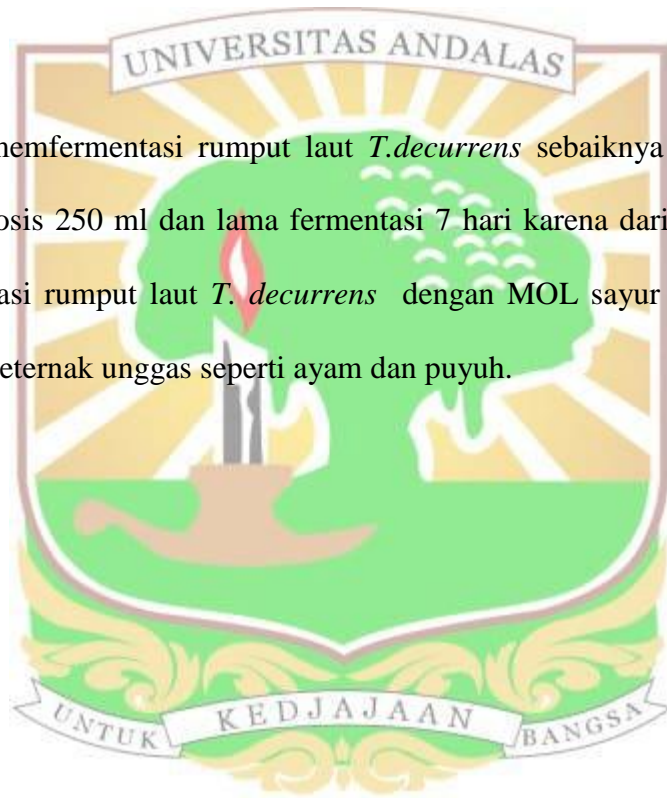 UNIVERSITAS ANDALAS
memfermentasi rumput laut T.decurrens sebaiknya
osis 250 ml dan lama fermentasi 7 hari karena dari
asi rumput laut T. decurrens dengan MOL sayur
eternak unggas seperti ayam dan puyuh.
UNTUK KEDJAJAAN BANGSA